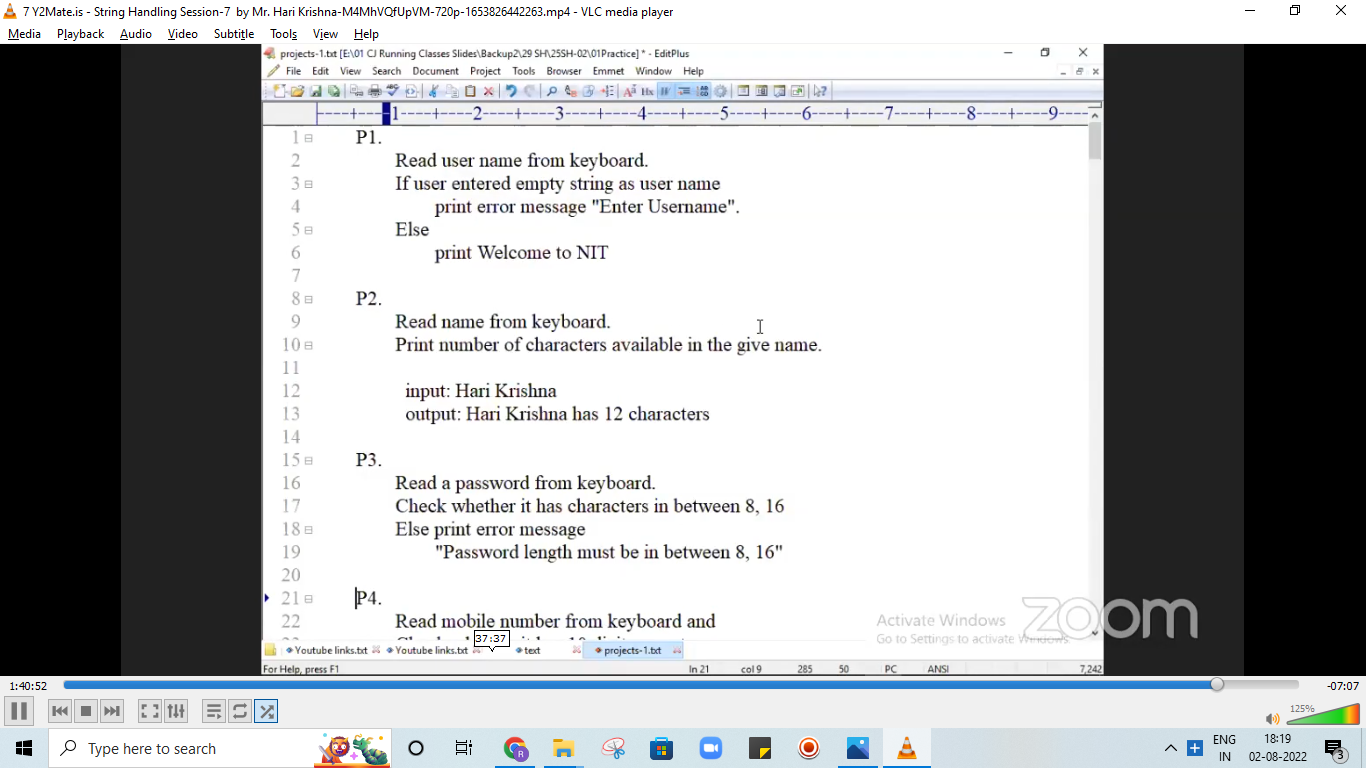 7 Y2Mate.is - String Handling Session-7 by Mr. Hari Krishna-M4MhVQfUpVM-720p-1653826442263.mp4 - VLC media player
Media Playback Audio Video Subtitle Tools View Help
projects-1.txt [E:\01 CJ Running Classes Slides\Backup2\29 SH\25SH-02\01Practice] * - EditPlus
File Edit View Search Document Project Tools Browser Emmet Window Help
----+----1----+----2----+----3----+----4----+----5----+----6----+----7----+----8----+----9----
1 P1.
2 Read user name from keyboard.
3 If user entered empty string as user name
4 print error message "Enter Username".
5 Else
6 print Welcome to NIT
7
8 P2.
9 Read name from keyboard.
10 Print number of characters available in the give name.
11
12 input: Hari Krishna
13 output: Hari Krishna has 12 characters
14
15 P3.
16 Read a password from keyboard.
17 Check whether it has characters in between 8, 16
18 Else print error message
19 "Password length must be in between 8, 16"
20
21 P4.
22 Read mobile number from keyboard and
Activate Windows
Go to Settings to activate Windows.
zoom
37:37
Youtube links.txt Youtube links.txt text projects-1.txt
For Help, press F1 ln 21 col 9 285 50 PC ANSI 7,242
1:40:52 -07:07
125%
Type here to search
ENG
IN
18:19
02-08-2022
3